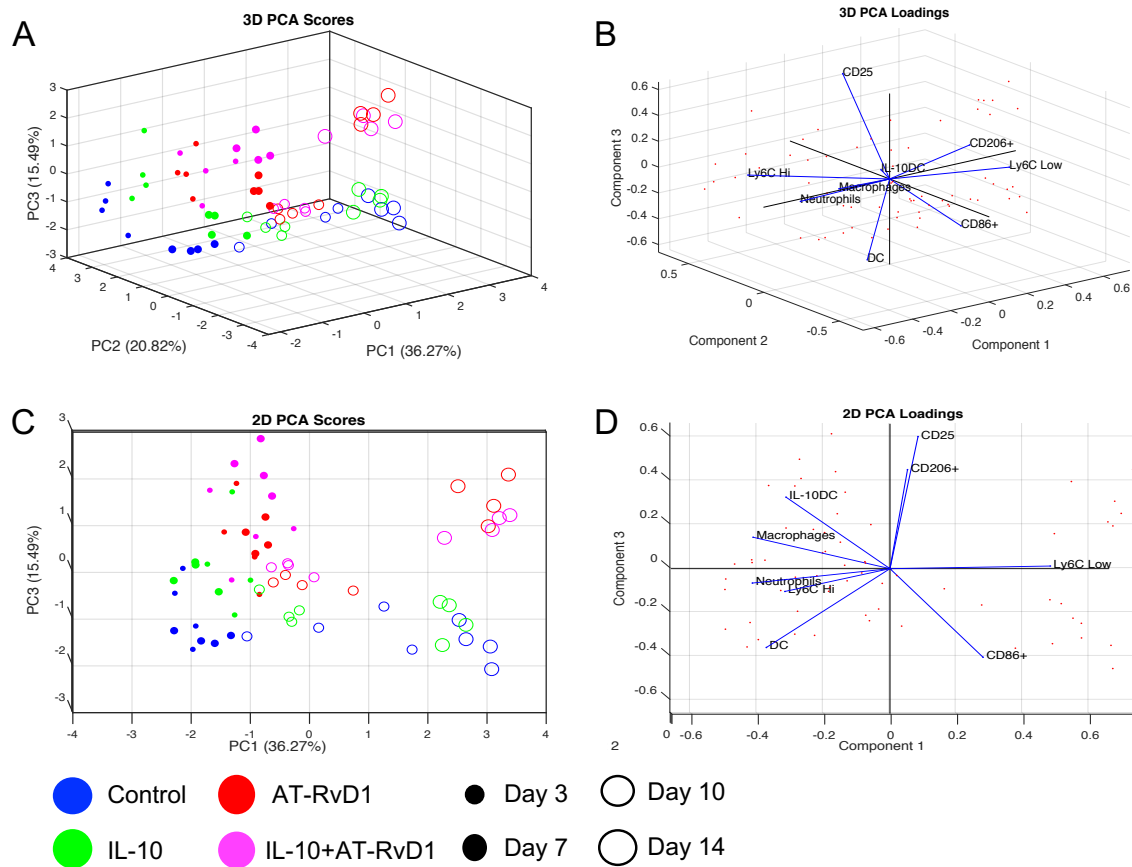 A
3D PCA Scores
3
2
1
0
-1
-2
-3
PC3 (15.49%)
4
3
2
1
0
-1
-2
-3
-4
PC2 (20.82%)
-2
-1
0
1
2
3
4
PC1 (36.27%)
B
3D PCA Loadings
0.6
0.4
0.2
0
-0.2
-0.4
-0.6
Component 3
CD25
CD206+
IL-10DC
Ly6C Low
Ly6C Hi
Macrophages
Neutrophils
CD86+
DC
0.5
0
-0.5
Component 2
-0.6
-0.4
-0.2
0
0.2
0.4
0.6
Component 1
C
2D PCA Scores
3
2
1
0
-1
-2
-3
PC3 (15.49%)
-4
-3
-2
-1
0
1
2
3
4
PC1 (36.27%)
D
2D PCA Loadings
0.6
0.4
0.2
0
-0.2
-0.4
-0.6
Component 3
CD25
CD206+
IL-10DC
Macrophages
Ly6C Low
Neutrophils
Ly6C Hi
DC
CD86+
0
-0.6
-0.4
-0.2
0
0.2
0.4
0.6
2
Component 1
Control
AT-RvD1
Day 3
Day 10
IL-10
IL-10+AT-RvD1
Day 7
Day 14